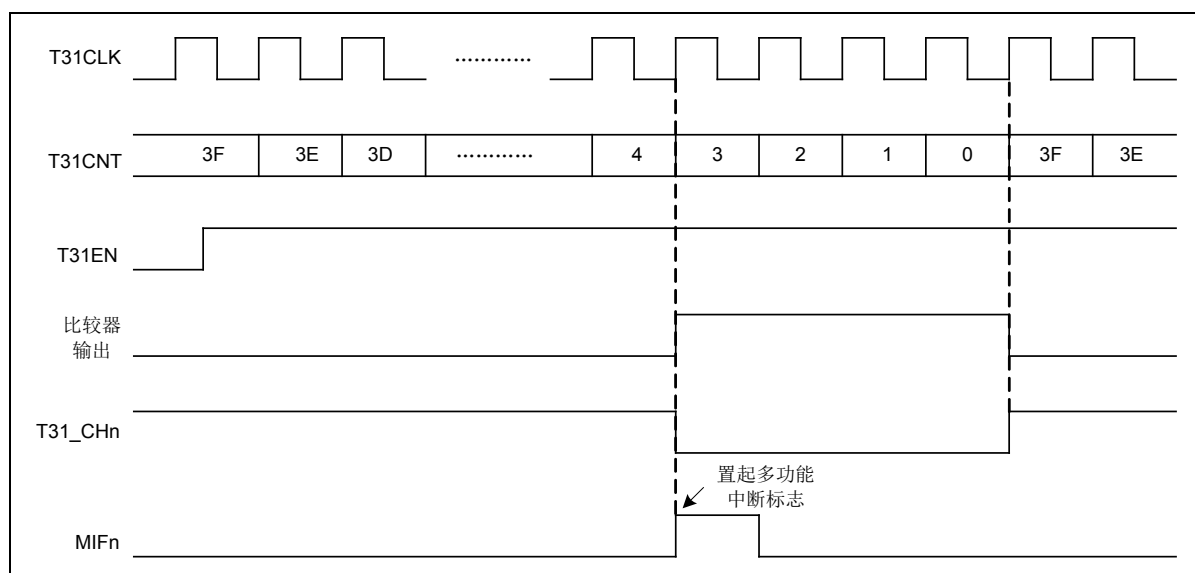 T31CLK
…………
T31CNT 3F 3E 3D ………… 4 3 2 1 0 3F 3E
T31EN
比较器
输出
T31_CHn
置起多功能
中断标志
MIFn